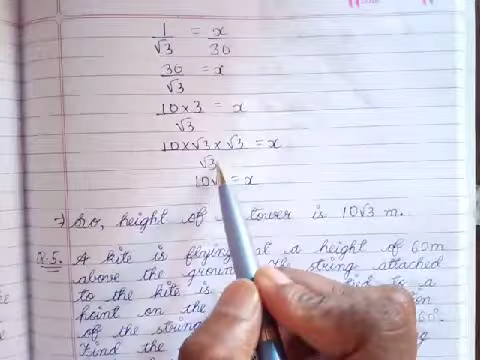 1/√3 = x/30
30/√3 = x
10 × 3/√3 = x
10 × √3 × √3/√3 = x
10√ = x
→ So, height of tower is 10√3 m.
Q.5. A kite is flying at a height of 60m
above the ground. The string attached
to the kite is to a
point on the
of the string 60°.
Find the